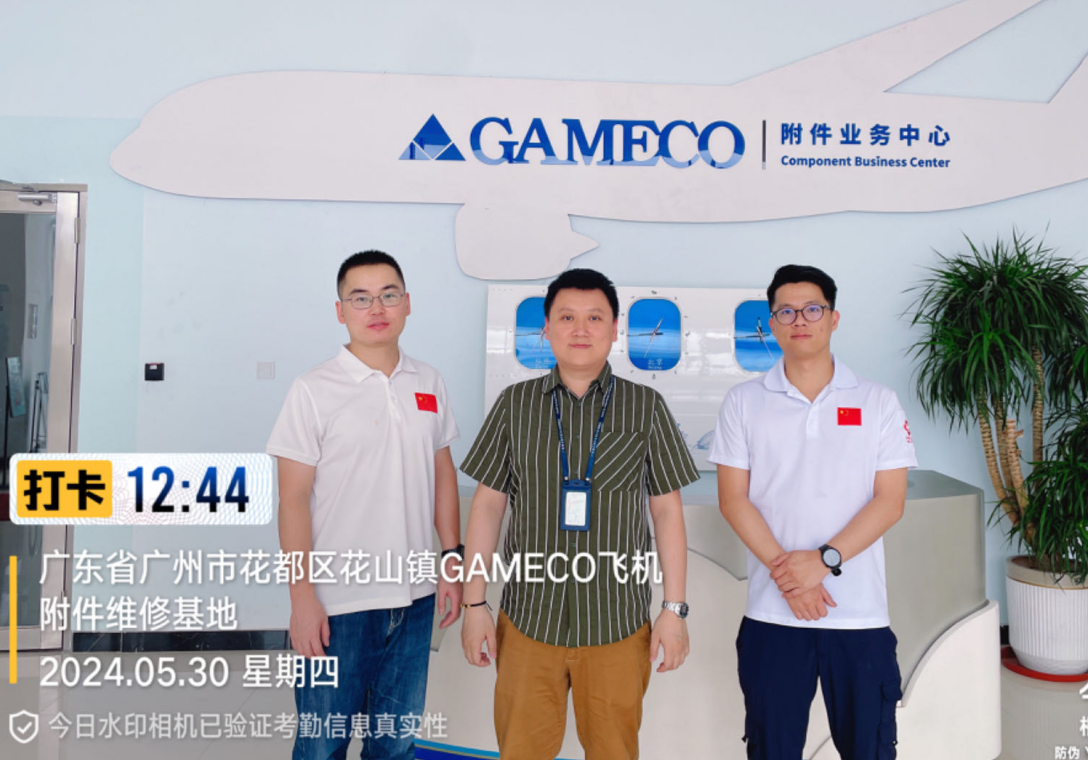 GAMECO 附件业务中心
Component Business Center
北京
打卡 12:44
广东省广州市花都区花山镇GAMECO飞机
附件维修基地
2024.05.30 星期四
今日水印相机已验证考勤信息真实性
防伪